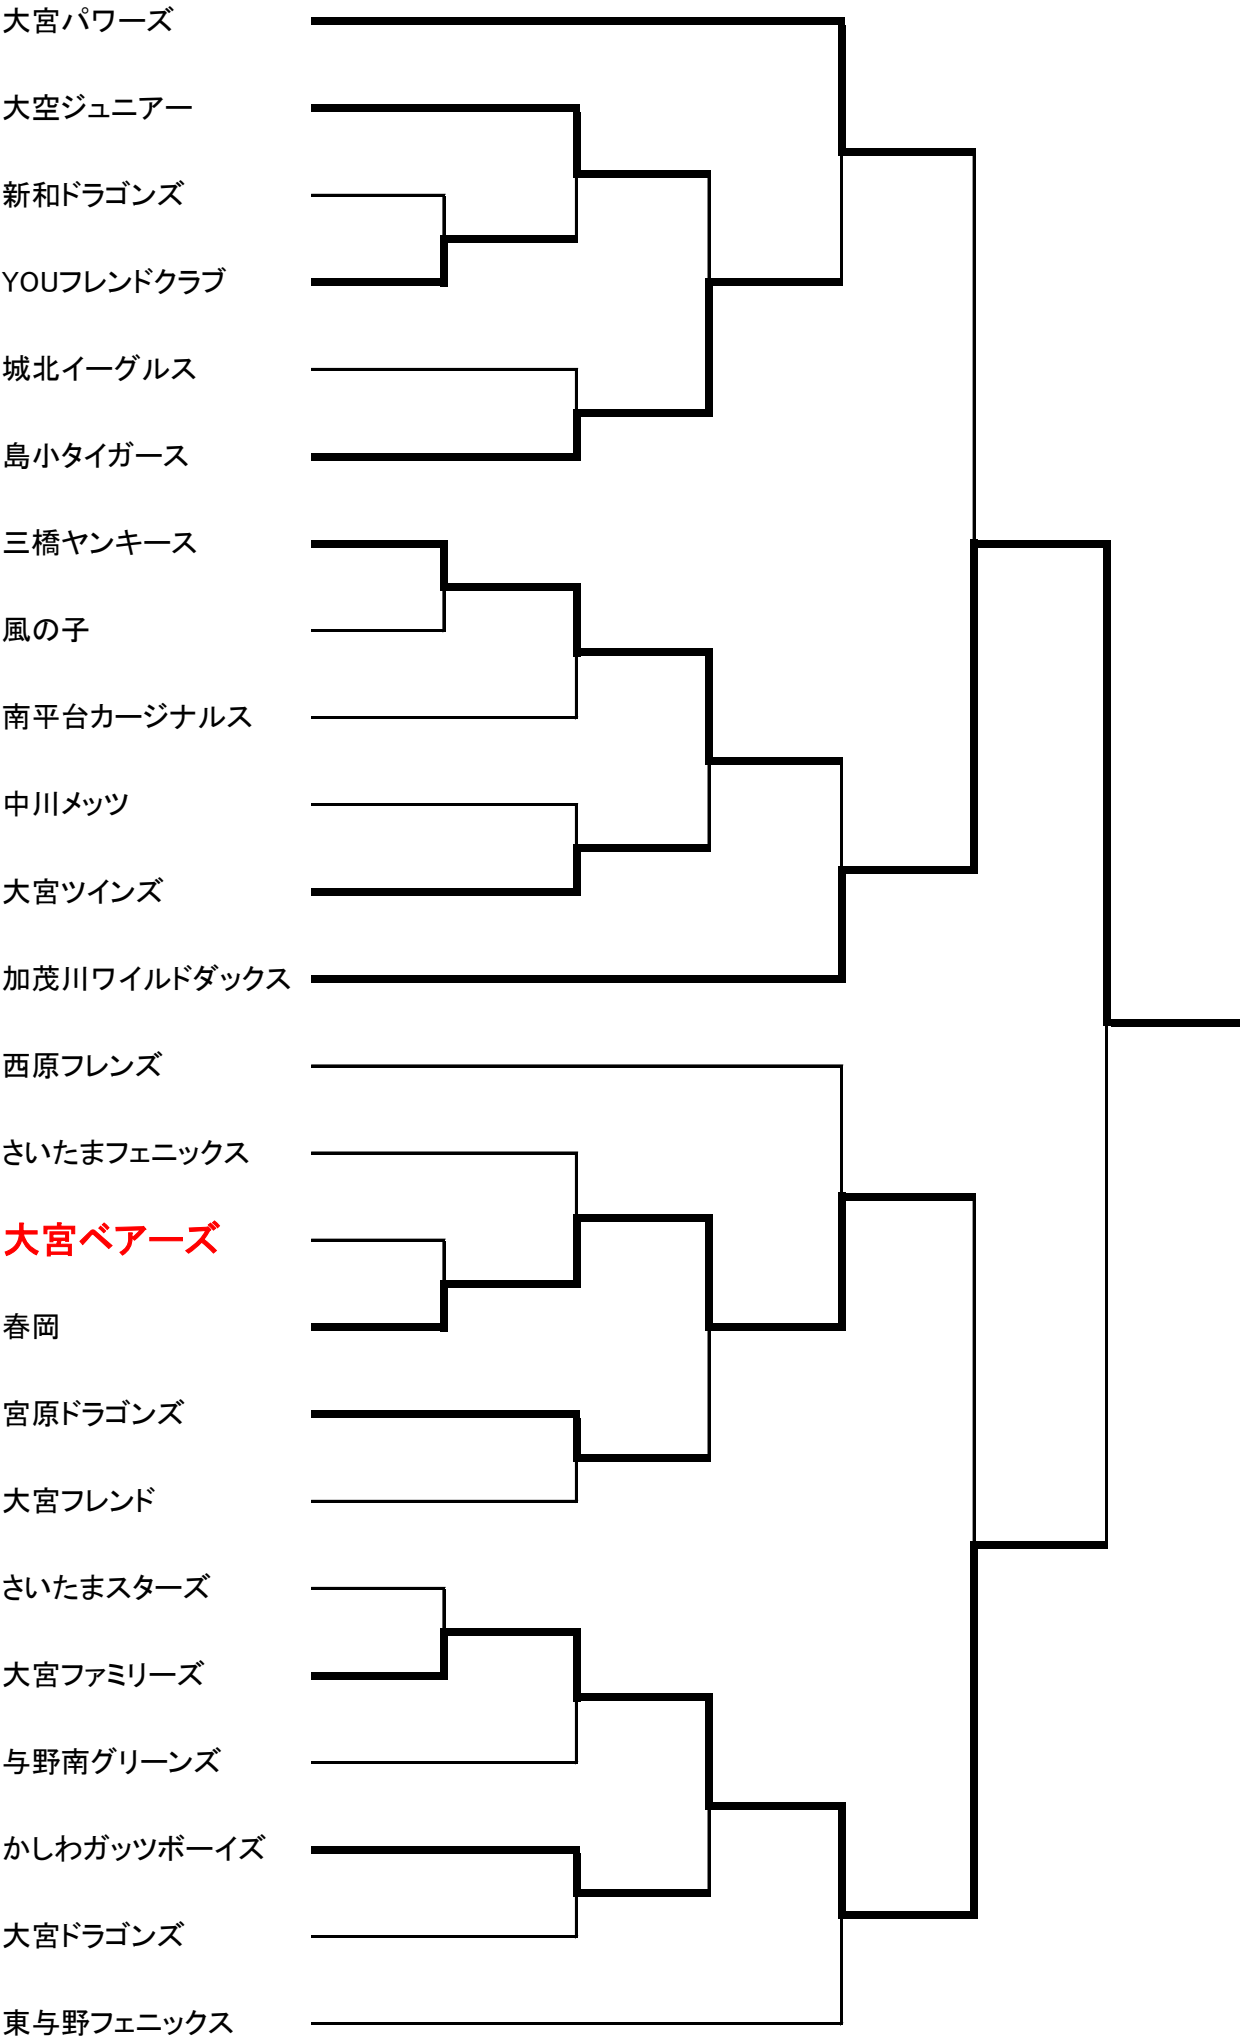 大宮パワーズ
大空ジュニアー
新和ドラゴンズ
YOUフレンドクラブ
城北イーグルス
島小タイガース
三橋ヤンキース
風の子
南平台カージナルス
中川メッツ
大宮ツインズ
加茂川ワイルドダックス
西原フレンズ
さいたまフェニックス
大宮ベアーズ
春岡
宮原ドラゴンズ
大宮フレンド
さいたまスターズ
大宮ファミリーズ
与野南グリーンズ
かしわガッツボーイズ
大宮ドラゴンズ
東与野フェニックス